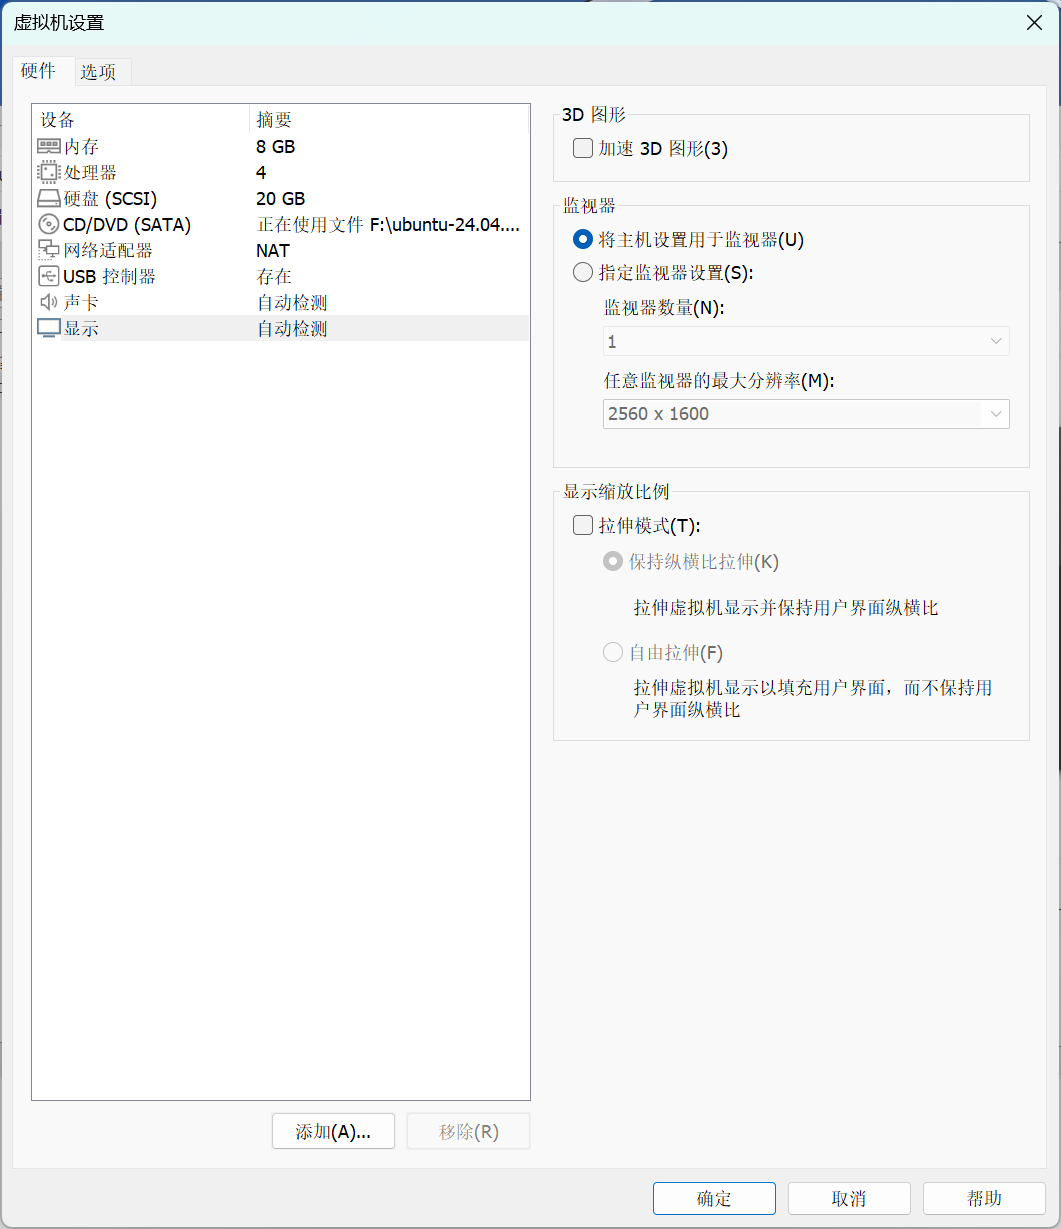 虚拟机设置
硬件 选项
设备 摘要
内存 8 GB
处理器 4
硬盘 (SCSI) 20 GB
CD/DVD (SATA) 正在使用文件 F:\ubuntu-24.04....
网络适配器 NAT
USB 控制器 存在
声卡 自动检测
显示 自动检测
添加(A)... 移除(R)
3D 图形
加速 3D 图形(3)
监视器
将主机设置用于监视器(U)
指定监视器设置(S):
监视器数量(N):
1
任意监视器的最大分辨率(M):
2560 x 1600
显示缩放比例
拉伸模式(T):
保持纵横比拉伸(K)
拉伸虚拟机显示并保持用户界面纵横比
自由拉伸(F)
拉伸虚拟机显示以填充用户界面，而不保持用
户界面纵横比
确定 取消 帮助